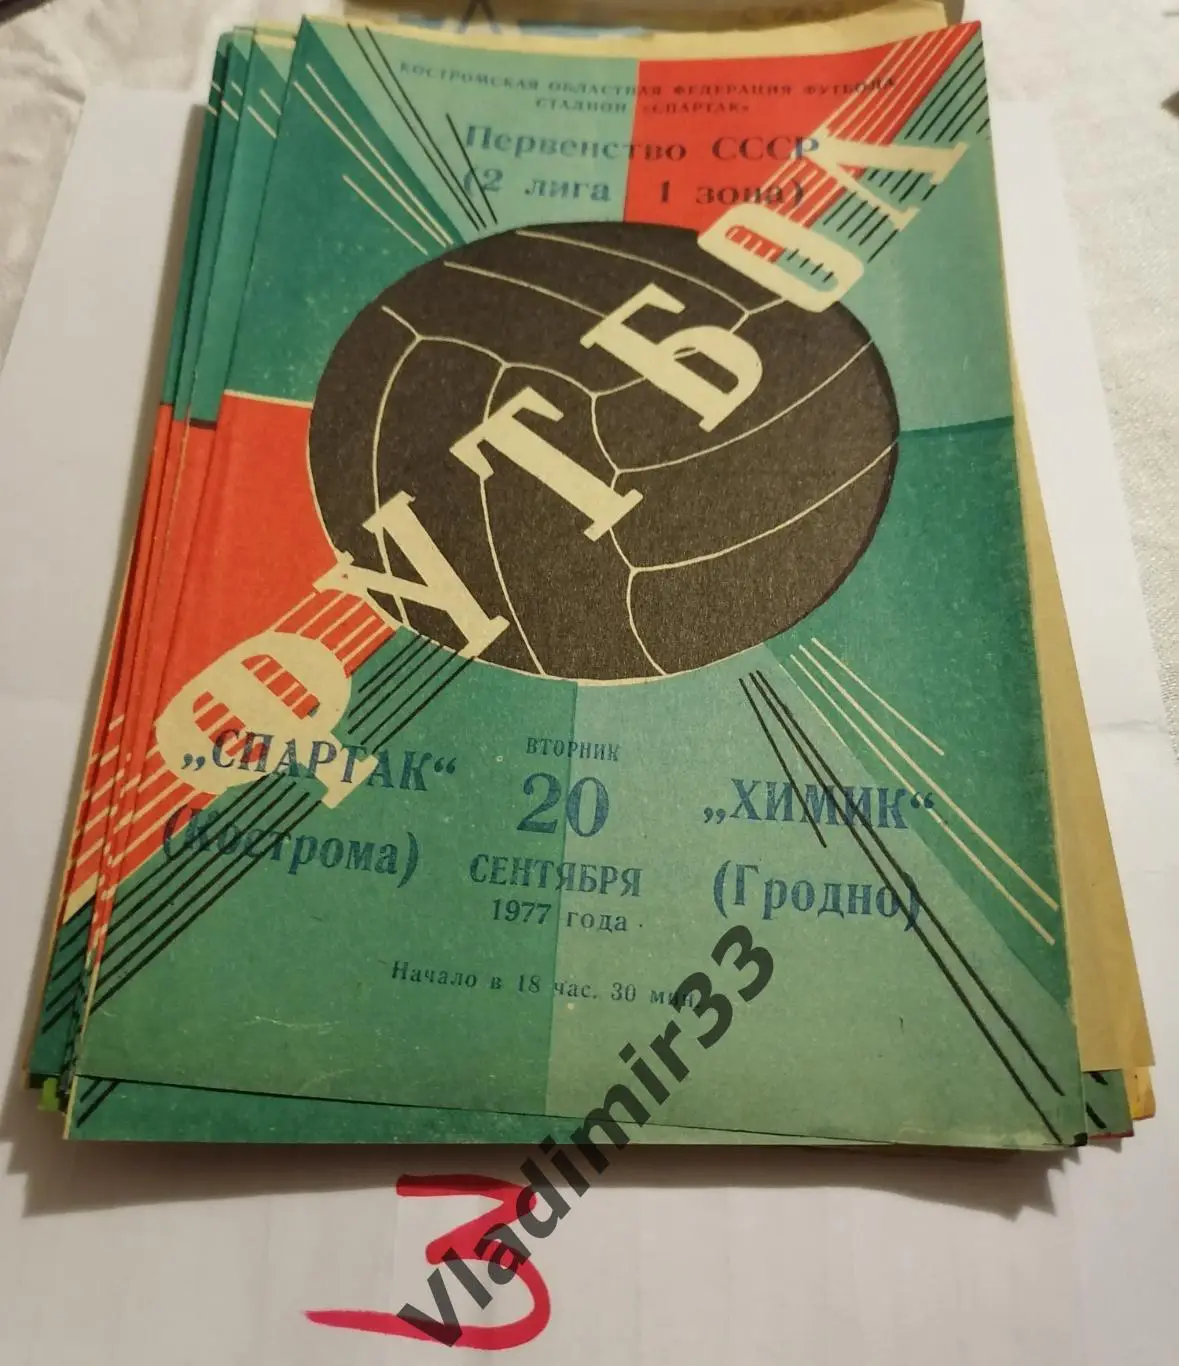 КОСТРОМСКАЯ ОБЛАСТНАЯ ФЕДЕРАЦИЯ ФУТБОЛА
СТАДИОН «СПАРТАК»
Первенство СССР
(2 лига 1 зона)
ФУТБОЛ
„СПАРТАК“
(Кострома)
ВТОРНИК
20
СЕНТЯБРЯ
1977 года
„ХИМИК“
(Гродно)
Начало в 18 час. 30 мин.
3
vladimir33